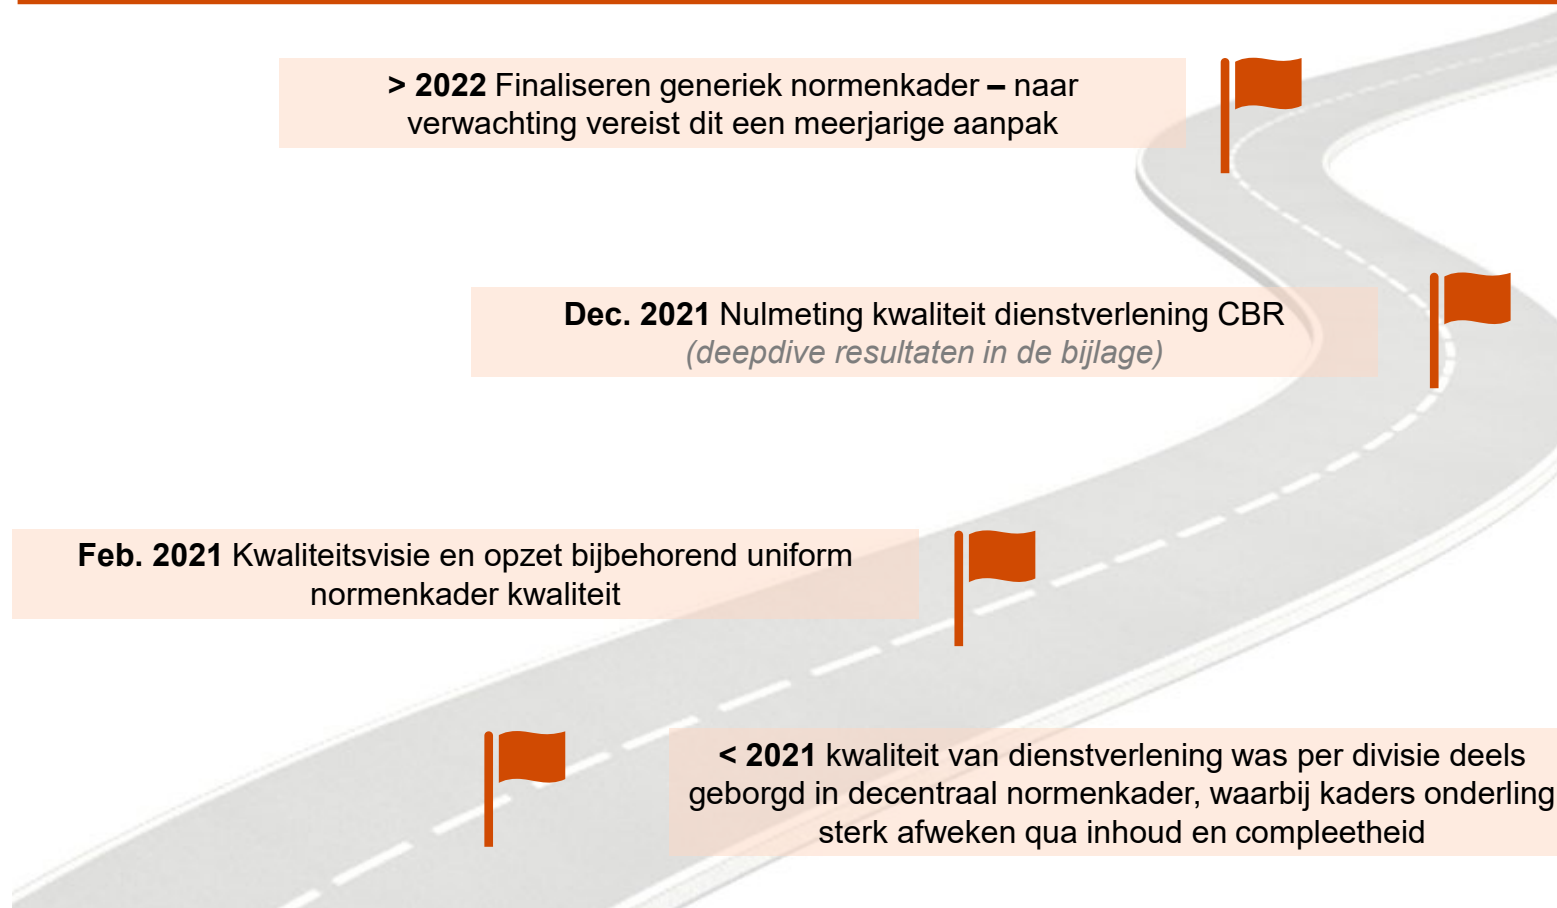 > 2022 Finaliseren generiek normenkader – naar
verwachting vereist dit een meerjarige aanpak
Dec. 2021 Nulmeting kwaliteit dienstverlening CBR
(deepdive resultaten in de bijlage)
Feb. 2021 Kwaliteitsvisie en opzet bijbehorend uniform
normenkader kwaliteit
< 2021 kwaliteit van dienstverlening was per divisie deels
geborgd in decentraal normenkader, waarbij kaders onderling
sterk afweken qua inhoud en compleetheid